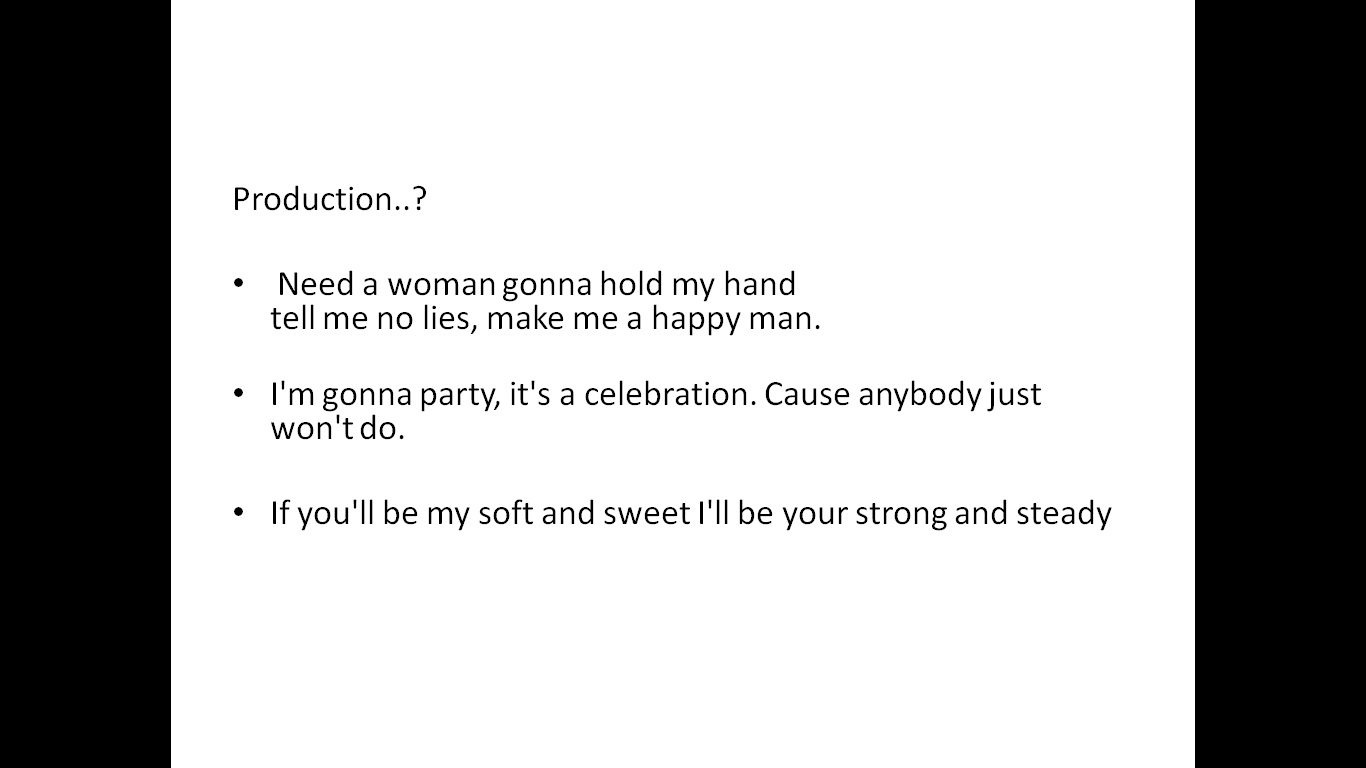 Production..?
• Need a woman gonna hold my hand
tell me no lies, make me a happy man.
• I'm gonna party, it's a celebration. Cause anybody just
won't do.
• If you'll be my soft and sweet I'll be your strong and steady